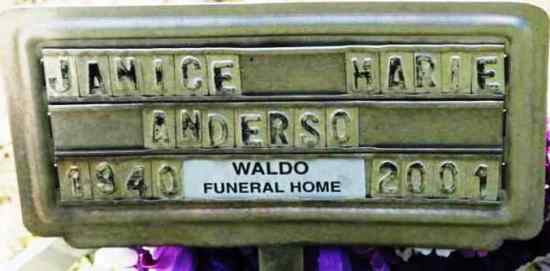 JANICE MARIE
ANDERSO
1940 WALDO FUNERAL HOME 2001